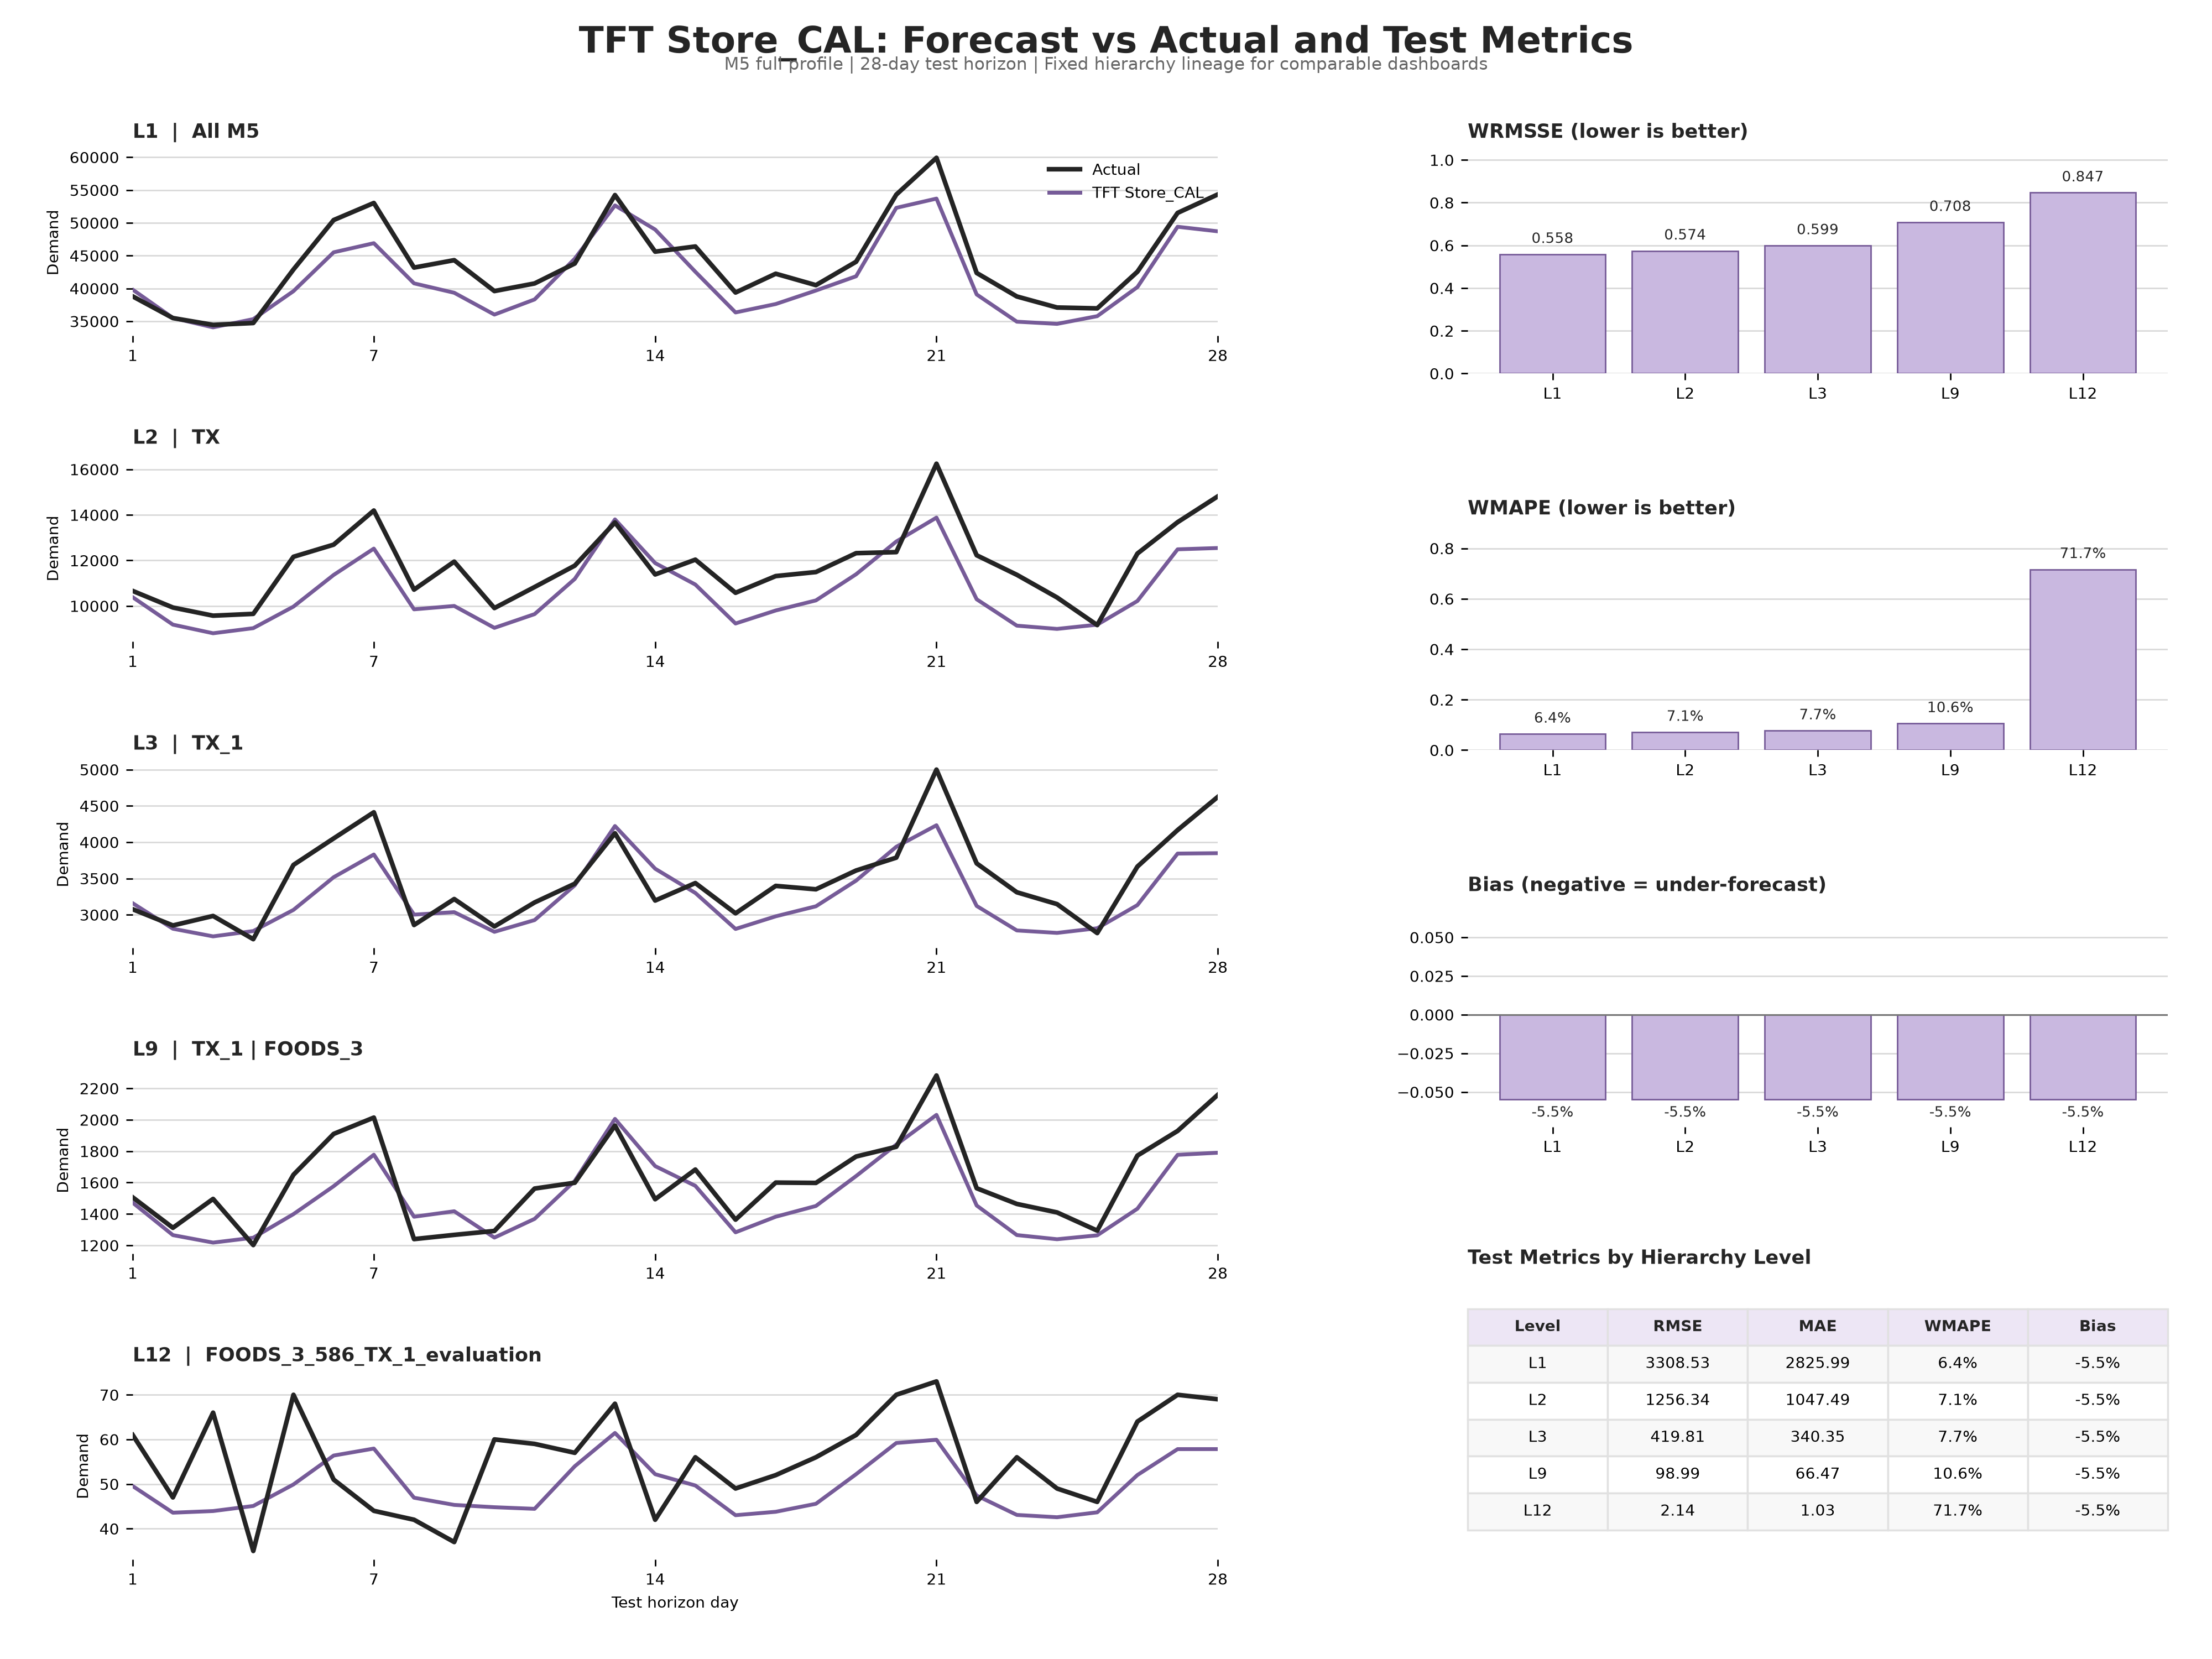 TFT Store_CAL: Forecast vs Actual and Test Metrics
M5 full profile | 28-day test horizon | Fixed hierarchy lineage for comparable dashboards
L1 | All M5
Demand
60000
55000
50000
45000
40000
35000
1 7 14 21 28
Actual
TFT Store_CAL
L2 | TX
Demand
16000
14000
12000
10000
1 7 14 21 28
L3 | TX_1
Demand
5000
4500
4000
3500
3000
1 7 14 21 28
L9 | TX_1 | FOODS_3
Demand
2200
2000
1800
1600
1400
1200
1 7 14 21 28
L12 | FOODS_3_586_TX_1_evaluation
Demand
70
60
50
40
1 7 14 21 28
Test horizon day
WRMSSE (lower is better)
1.0
0.8
0.6
0.4
0.2
0.0
0.558 0.574 0.599 0.708 0.847
L1 L2 L3 L9 L12
WMAPE (lower is better)
0.8
0.6
0.4
0.2
0.0
6.4% 7.1% 7.7% 10.6% 71.7%
L1 L2 L3 L9 L12
Bias (negative = under-forecast)
0.050
0.025
0.000
−0.025
−0.050
-5.5% -5.5% -5.5% -5.5% -5.5%
L1 L2 L3 L9 L12
Test Metrics by Hierarchy Level
Level RMSE MAE WMAPE Bias
L1 3308.53 2825.99 6.4% -5.5%
L2 1256.34 1047.49 7.1% -5.5%
L3 419.81 340.35 7.7% -5.5%
L9 98.99 66.47 10.6% -5.5%
L12 2.14 1.03 71.7% -5.5%